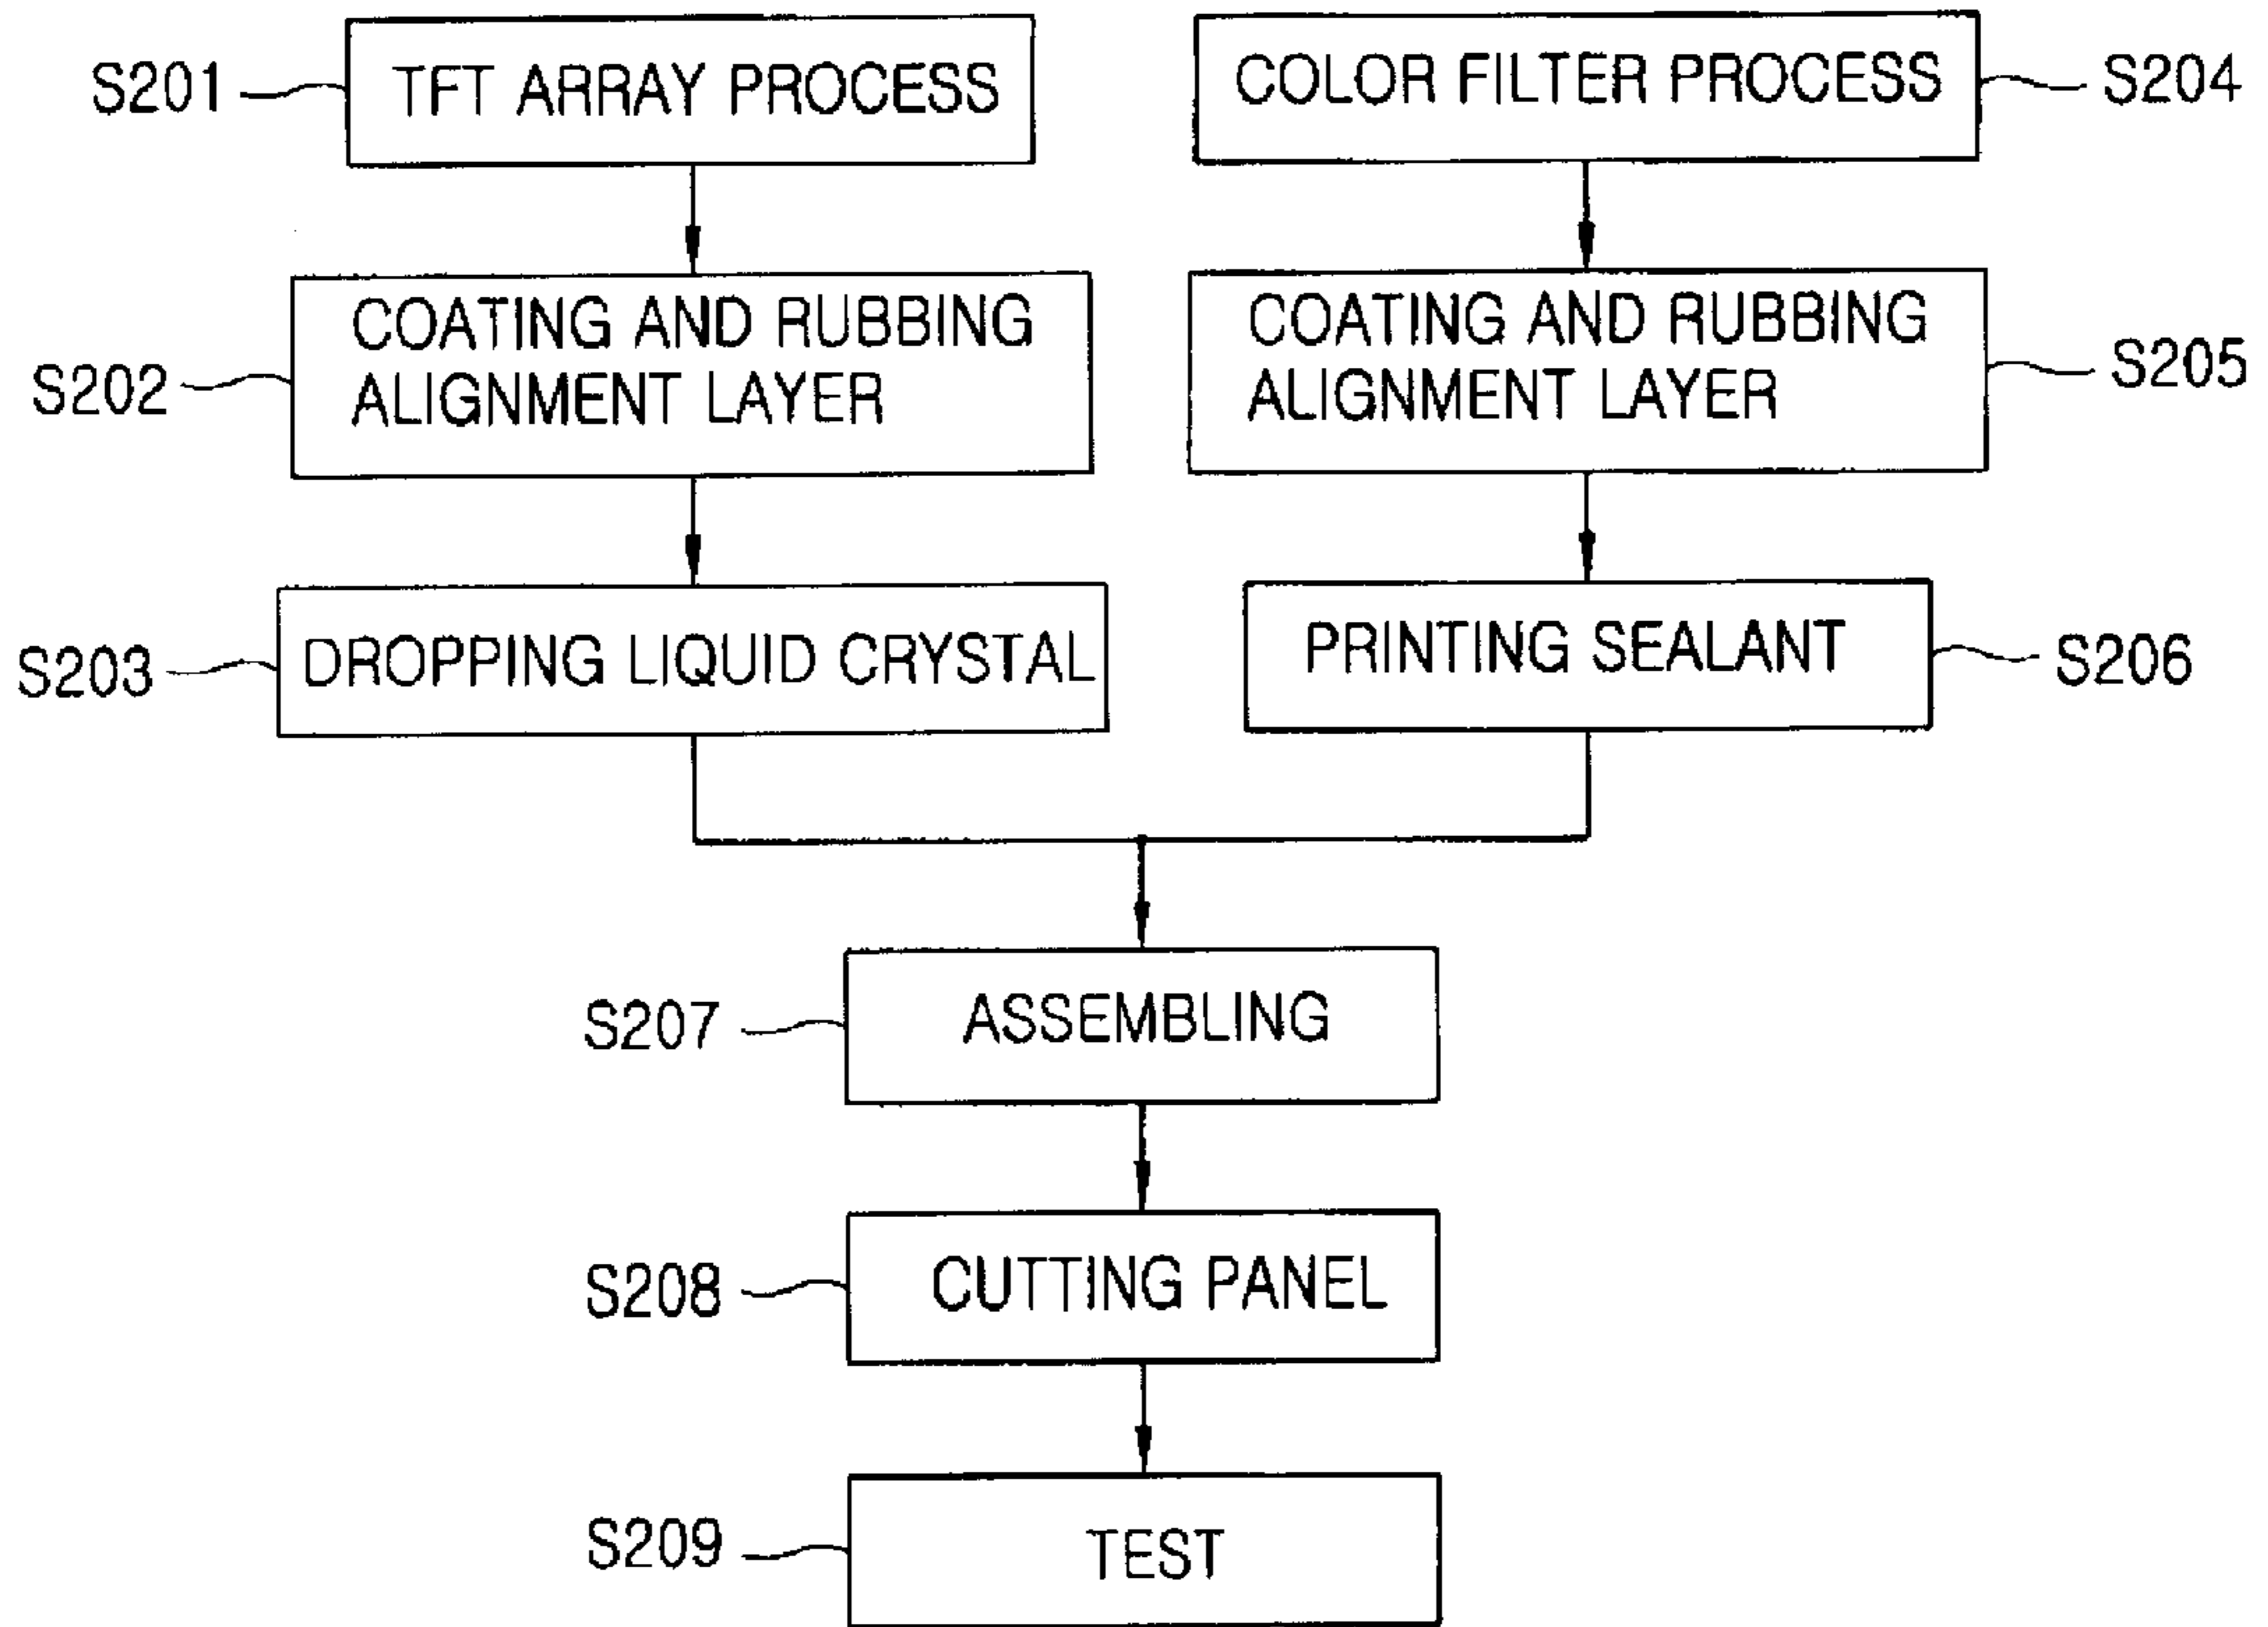 S201
TFT ARRAY PROCESS
COLOR FILTER PROCESS
S204
S202
COATING AND RUBBING
ALIGNMENT LAYER
COATING AND RUBBING
ALIGNMENT LAYER
S205
S203
DROPPING LIQUID CRYSTAL
PRINTING SEALANT
S206
S207
ASSEMBLING
S208
CUTTING PANEL
S209
TEST